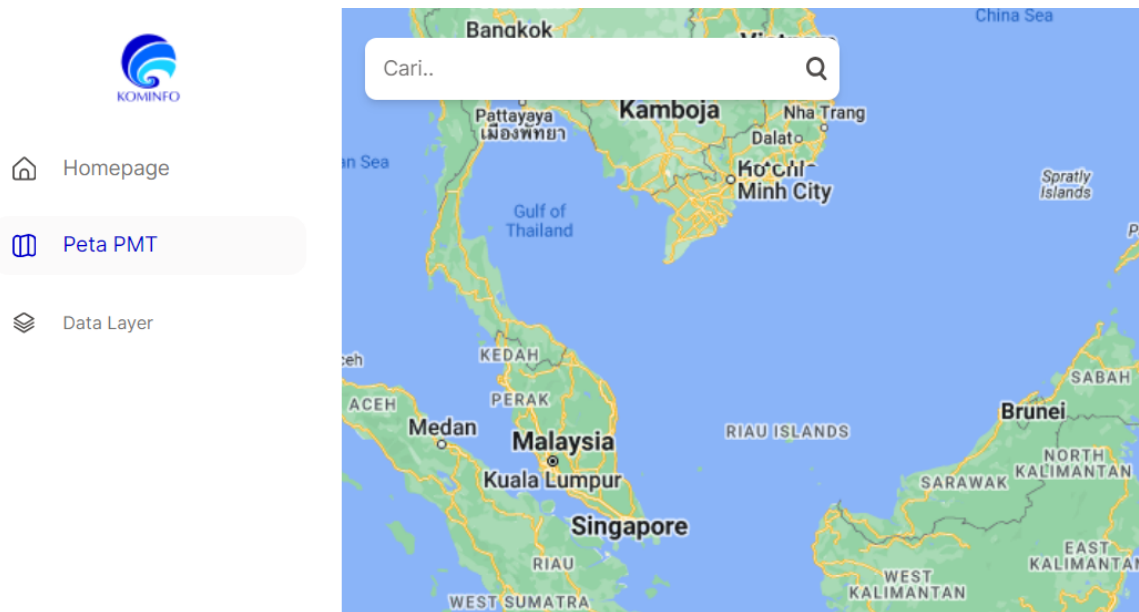 KOMINFO
Homepage
Peta PMT
Data Layer
Cari..
China Sea
Bangkok
Pattayaya
เมืองพัทยา
Kamboja
Nha Trang
Dalat
Minh City
Spratly
Islands
Gulf of
Thailand
KEDAH
PERAK
SABAH
ACEH
Medan
Brunei
Malaysia
RIAU ISLANDS
Kuala Lumpur
NORTH
KALIMANTAN
SARAWAK
Singapore
RIAU
EAST
WEST
KALIMANTAN
WEST SUMATRA